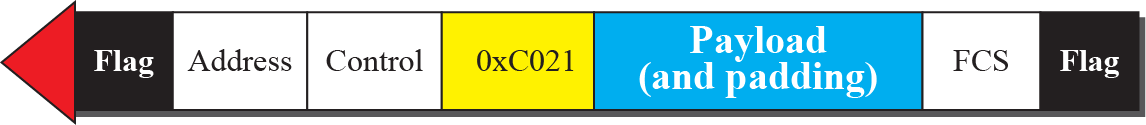 Flag
Address
Control
0xC021
Payload
(and padding)
FCS
Flag